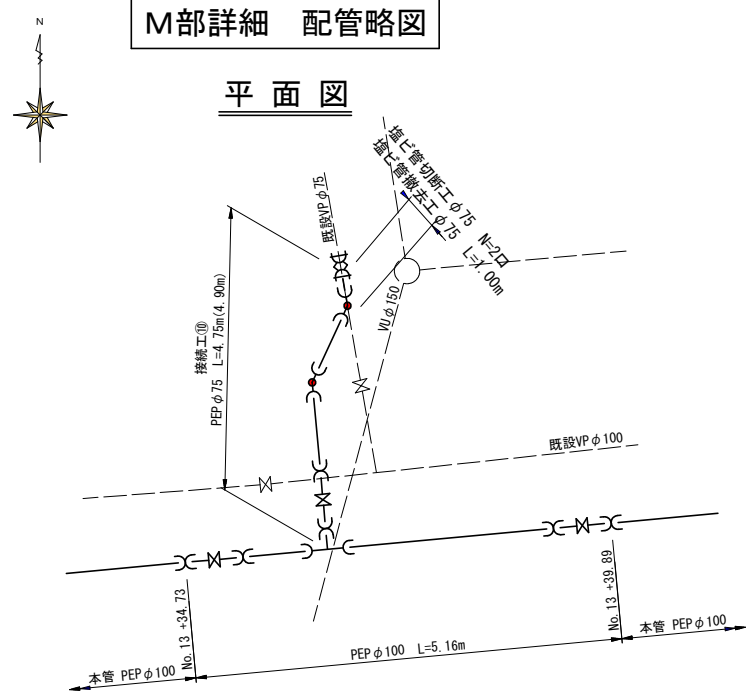 M部詳細　配管略図
N
平 面 図
塩ビ管切断工φ75　N=2口
塩ビ管撤去工φ75　L=1.00m
既設VPφ75
VUφ150
接続工⑩
PEPφ75　L=4.75m(4.90m)
既設VPφ100
No.13 +34.73
No.13 +39.89
本管 PEPφ100
PEPφ100　L=5.16m
本管 PEPφ100